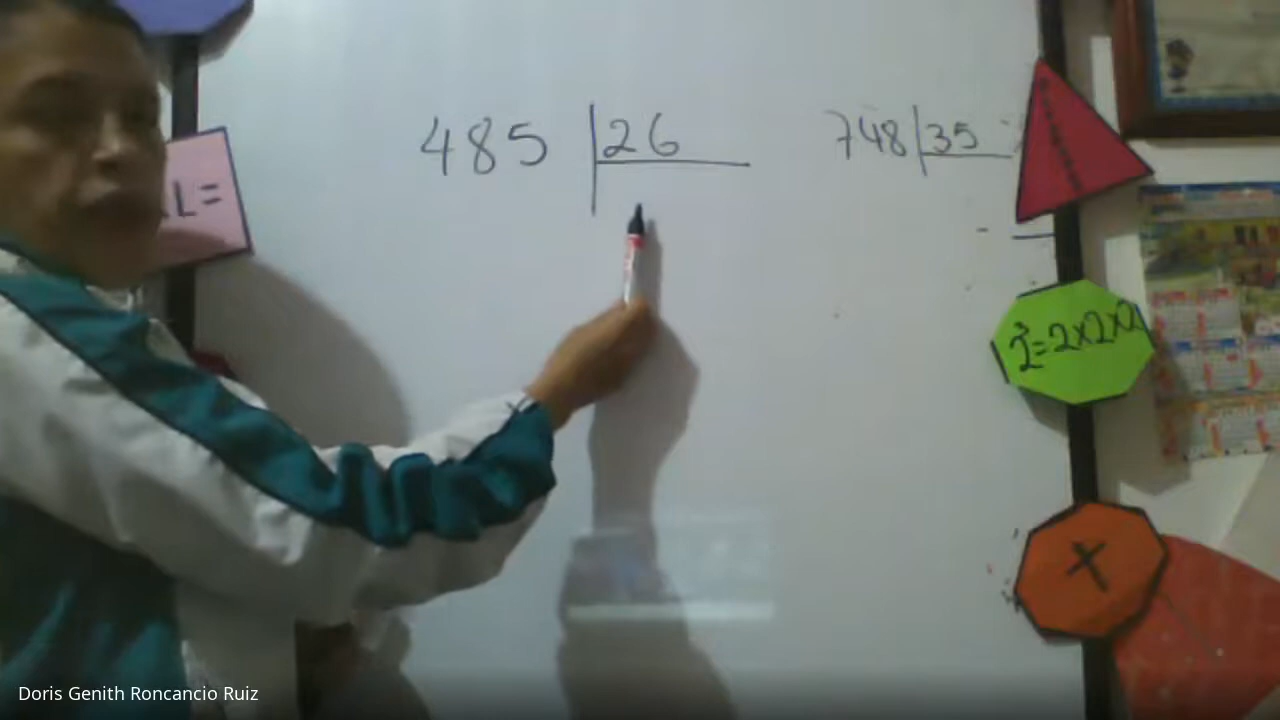 485 26
748 35
L=
2³=2x2x2
X
Doris Genith Roncancio Ruiz